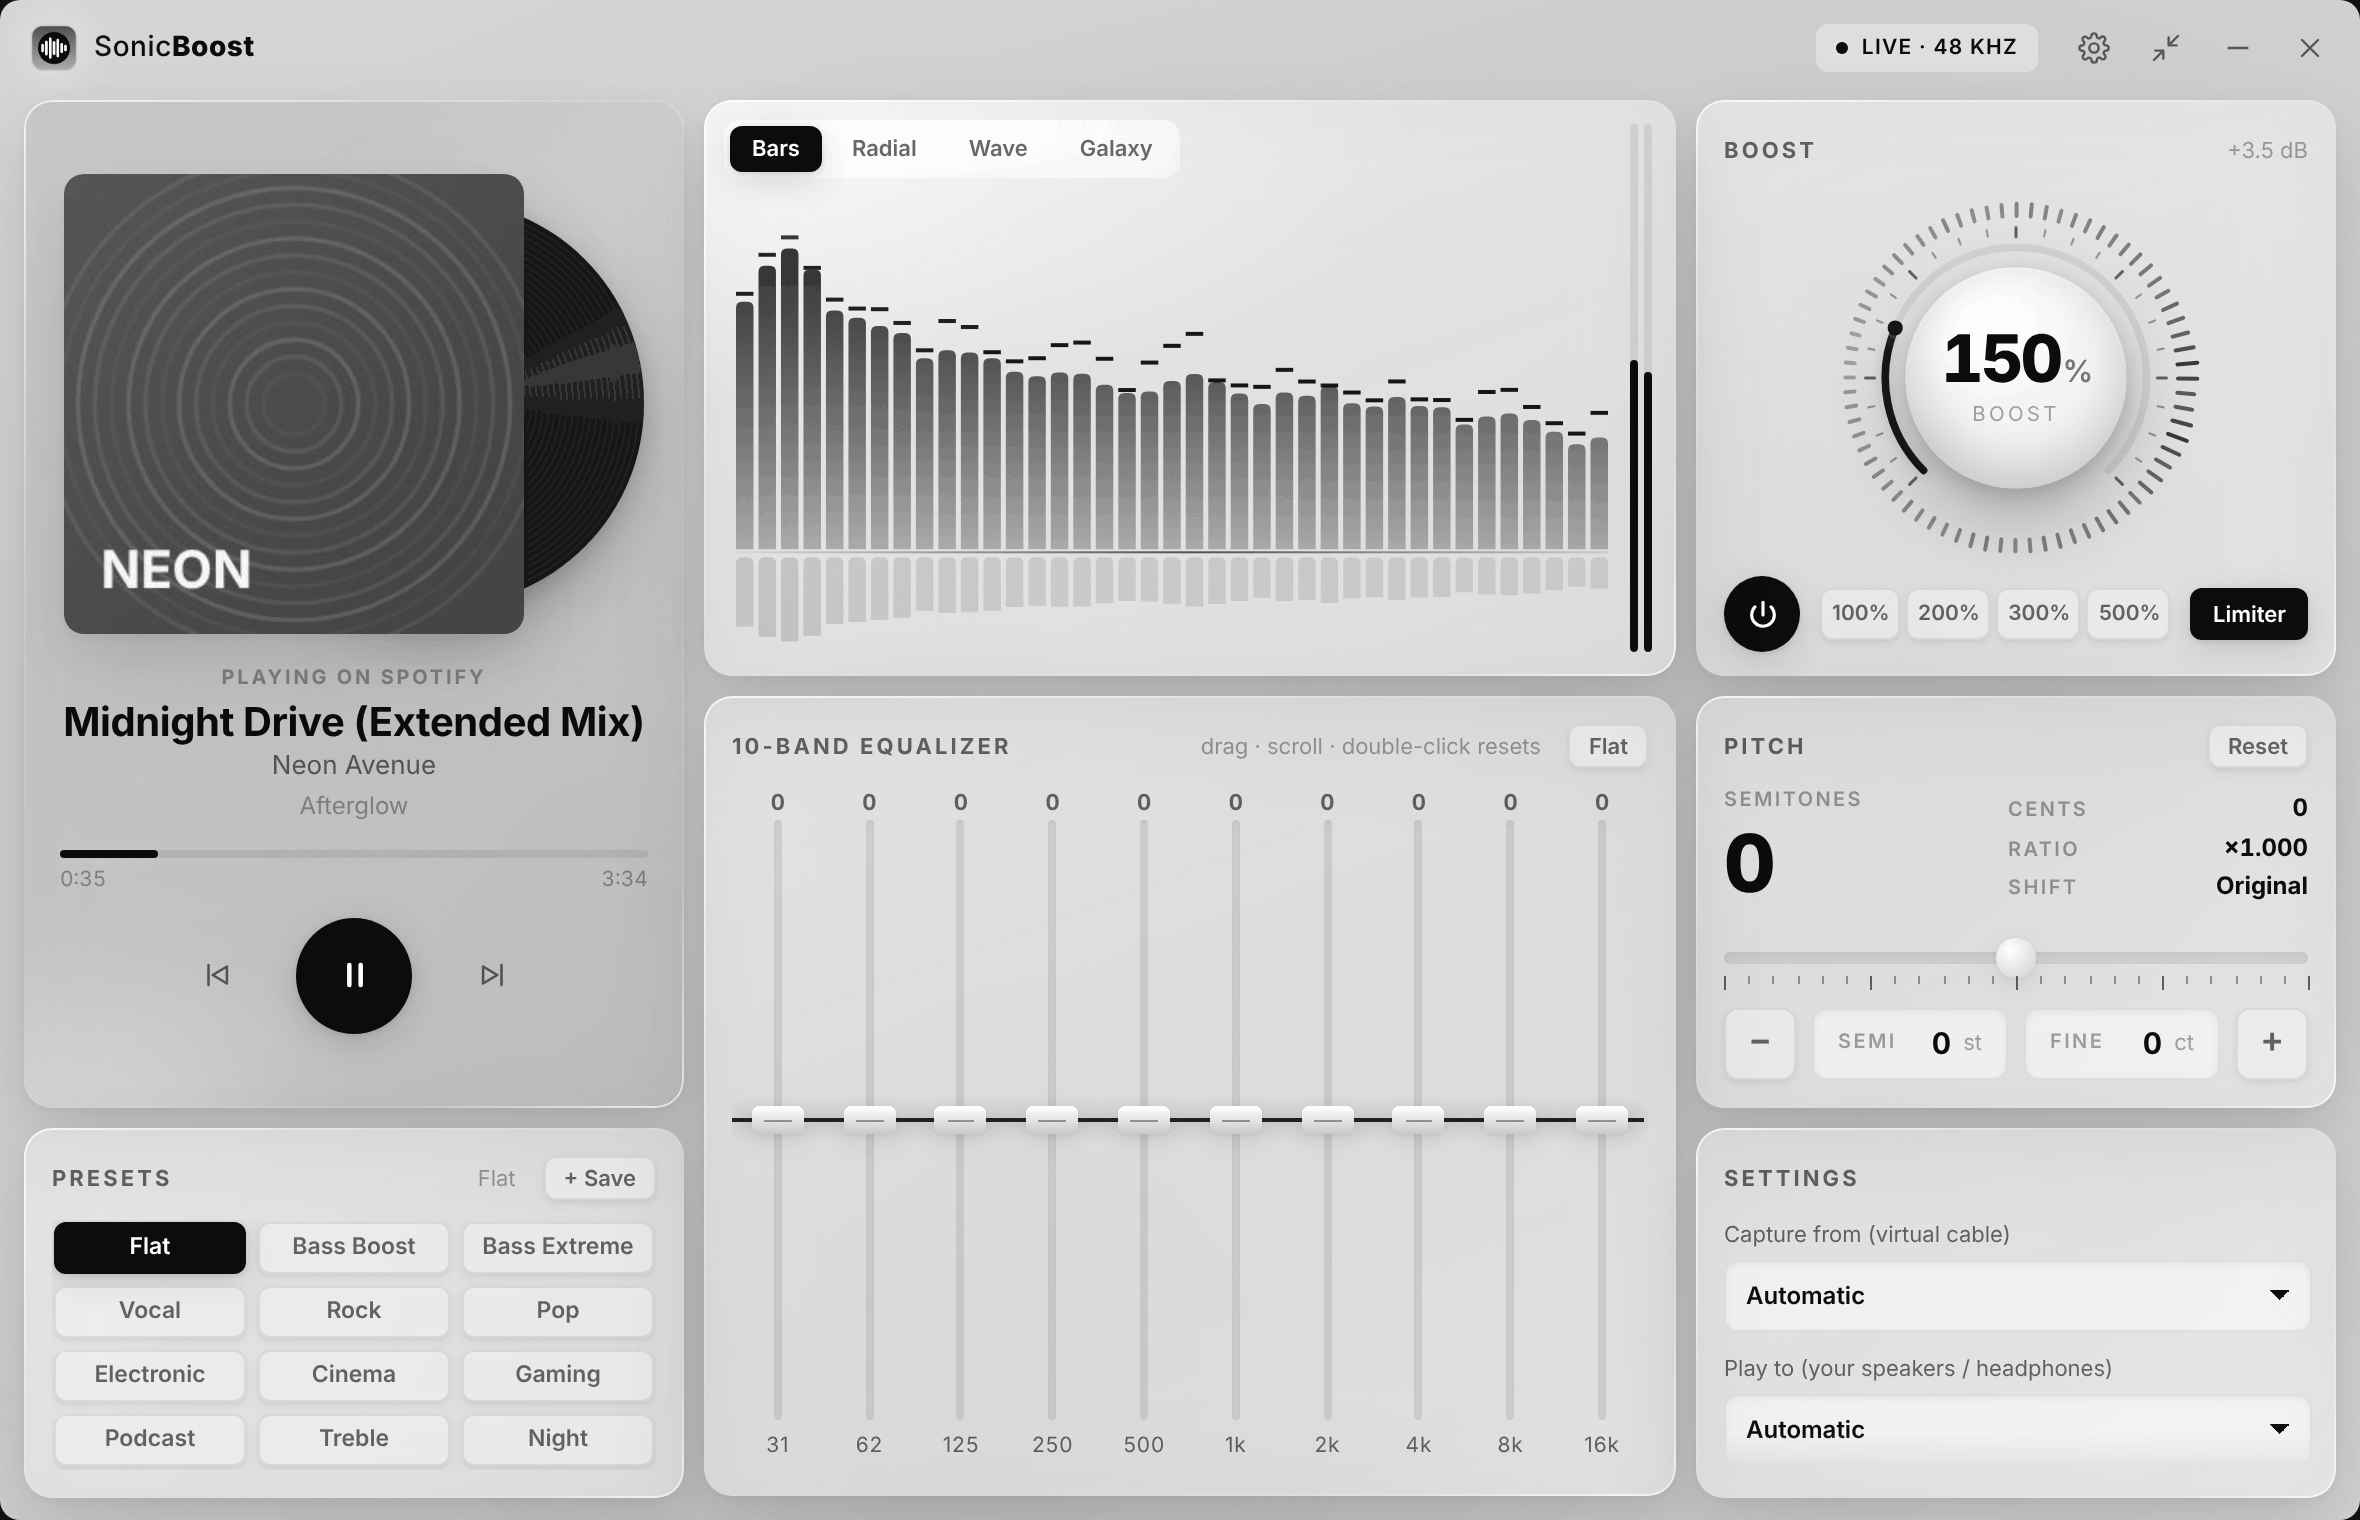 SonicBoost
LIVE · 48 KHZ
NEON
PLAYING ON SPOTIFY
Midnight Drive (Extended Mix)
Neon Avenue
Afterglow
0:35 3:34
PRESETS Flat + Save
Flat Bass Boost Bass Extreme
Vocal Rock Pop
Electronic Cinema Gaming
Podcast Treble Night
Bars Radial Wave Galaxy
10-BAND EQUALIZER drag · scroll · double-click resets Flat
0 0 0 0 0 0 0 0 0 0
31 62 125 250 500 1k 2k 4k 8k 16k
BOOST +3.5 dB
150%
BOOST
100% 200% 300% 500% Limiter
PITCH Reset
SEMITONES
0
CENTS 0
RATIO ×1.000
SHIFT Original
− SEMI 0 st FINE 0 ct +
SETTINGS
Capture from (virtual cable)
Automatic
Play to (your speakers / headphones)
Automatic